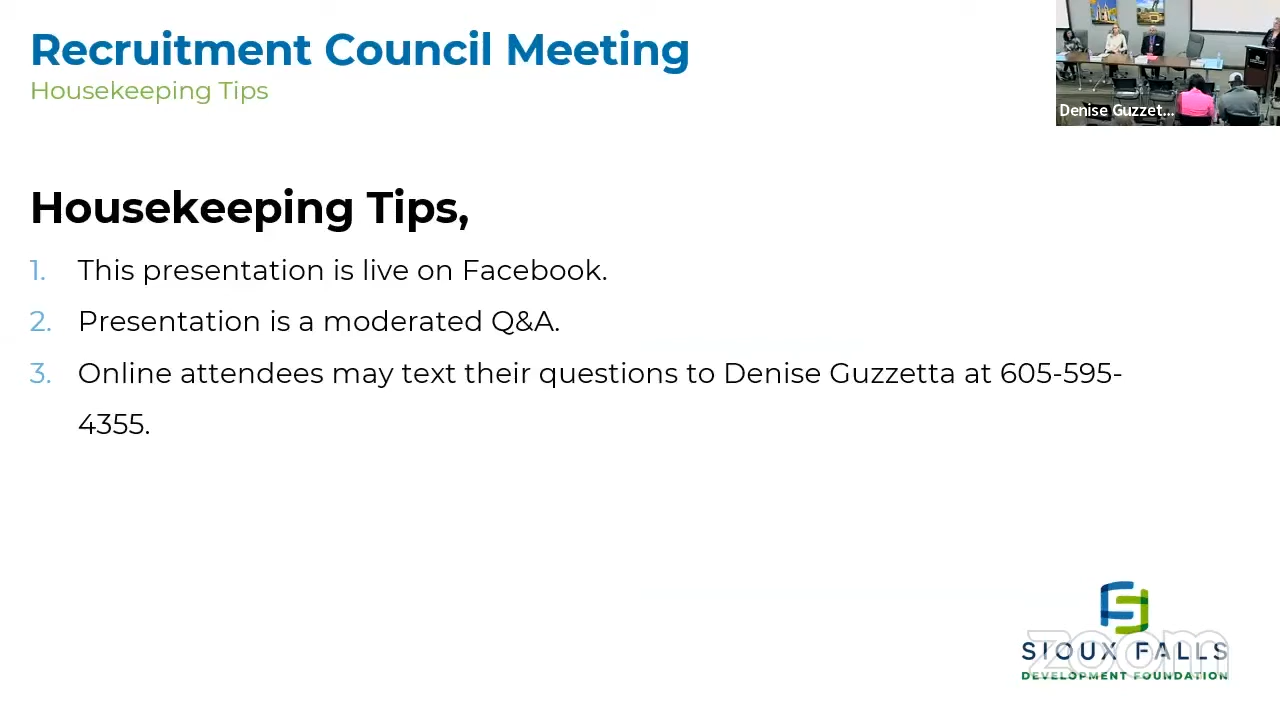 Recruitment Council Meeting
Housekeeping Tips
Denise Guzzet...
Housekeeping Tips,
1. This presentation is live on Facebook.
2. Presentation is a moderated Q&A.
3. Online attendees may text their questions to Denise Guzzetta at 605-595-
4355.
zoom
SIOUX FALLS
DEVELOPMENT FOUNDATION